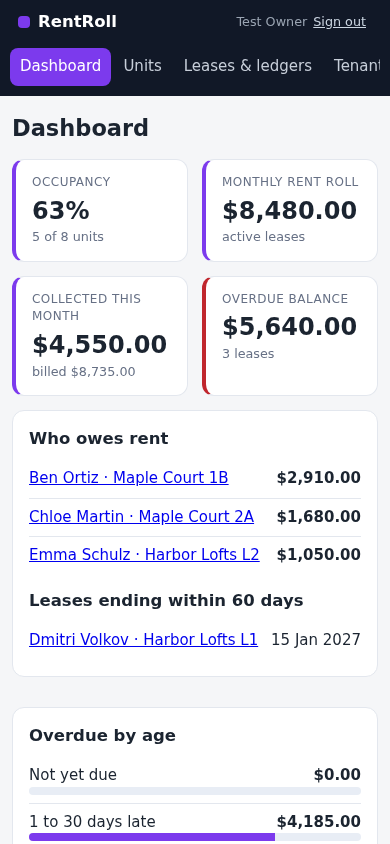 RentRoll
Test Owner Sign out
Dashboard Units Leases & ledgers Tenant
Dashboard
OCCUPANCY
63%
5 of 8 units
MONTHLY RENT ROLL
$8,480.00
active leases
COLLECTED THIS
MONTH
$4,550.00
billed $8,735.00
OVERDUE BALANCE
$5,640.00
3 leases
Who owes rent
Ben Ortiz · Maple Court 1B $2,910.00
Chloe Martin · Maple Court 2A $1,680.00
Emma Schulz · Harbor Lofts L2 $1,050.00
Leases ending within 60 days
Dmitri Volkov · Harbor Lofts L1 15 Jan 2027
Overdue by age
Not yet due $0.00
1 to 30 days late $4,185.00